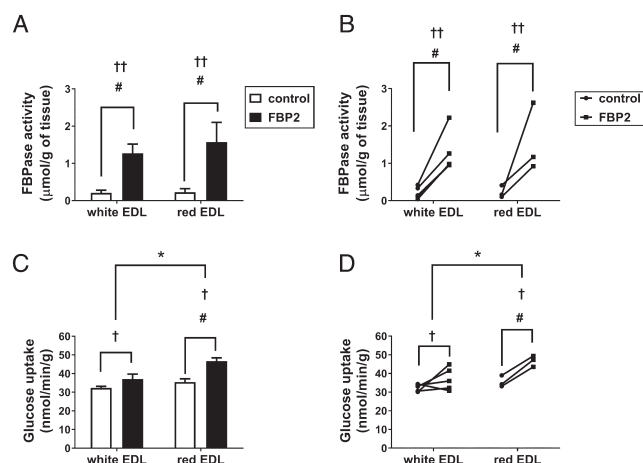 A
††
††
#
#
3
2
1
0
FBPase activity
(μmol/g of tissue)
white EDL
red EDL
control
FBP2
B
††
††
#
#
3
2
1
0
FBPase activity
(μmol/g of tissue)
white EDL
red EDL
control
FBP2
C
*
†
†
#
60
50
40
30
20
10
0
Glucose uptake
(nmol/min/g)
white EDL
red EDL
D
*
†
†
#
60
50
40
30
20
10
0
Glucose uptake
(nmol/min/g)
white EDL
red EDL